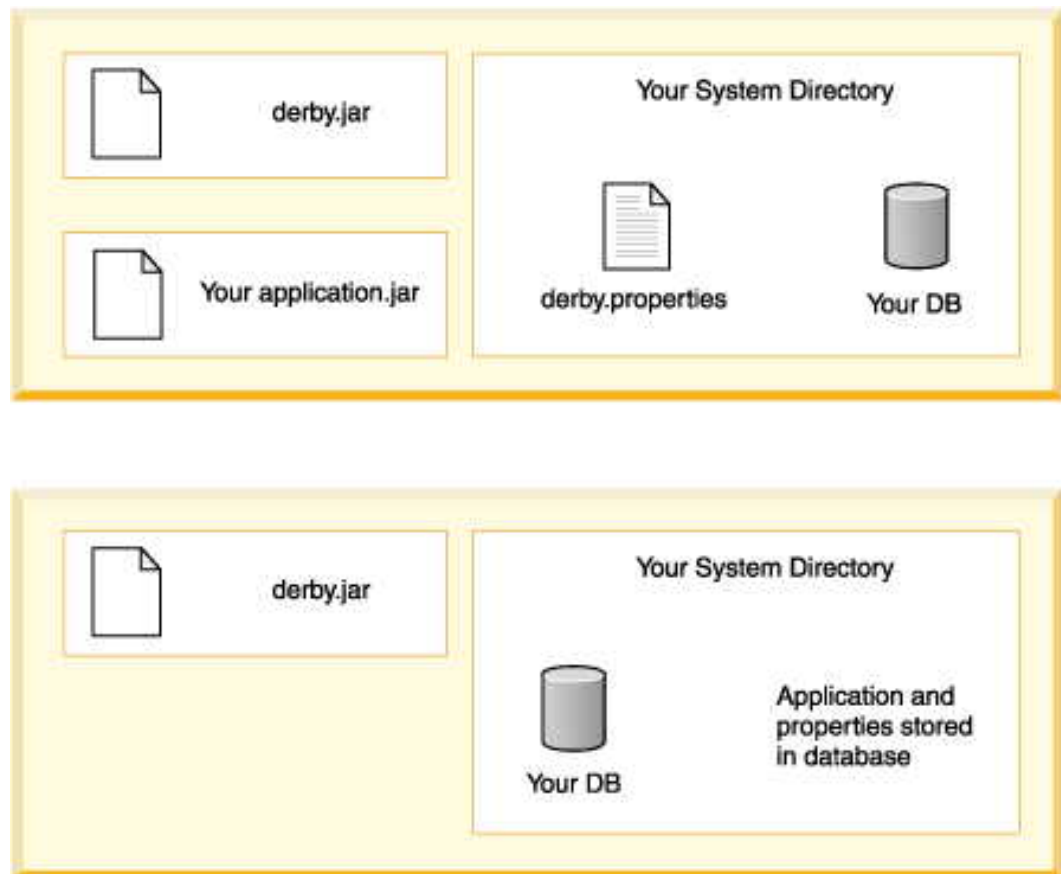 derby.jar
Your System Directory
Your application.jar
derby.properties
Your DB
derby.jar
Your System Directory
Your DB
Application and
properties stored
in database